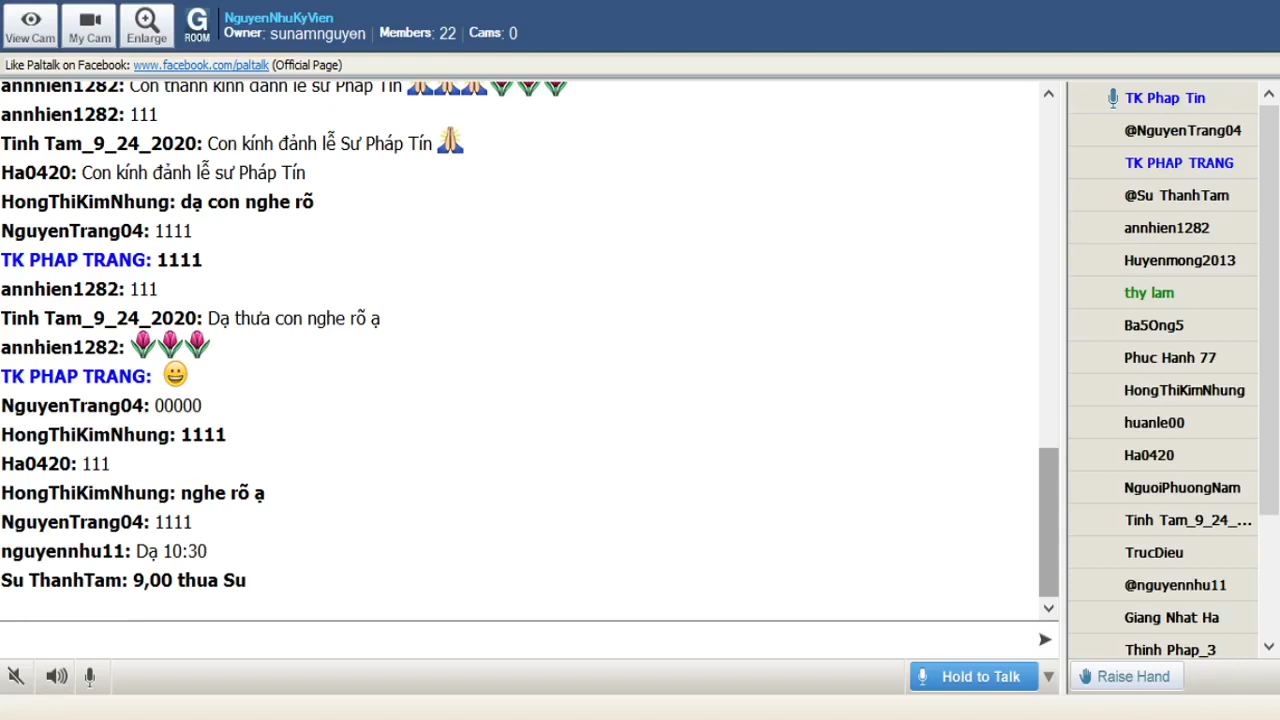 View Cam
My Cam
Enlarge
G
ROOM
NguyenNhuKyVien
Owner: sunamnguyen Members: 22 Cams: 0
Like Paltalk on Facebook: www.facebook.com/paltalk (Official Page)
annhien1282: Con thành kính đảnh lễ sư Pháp Tín
annhien1282: 111
Tinh Tam_9_24_2020: Con kính đảnh lễ Sư Pháp Tín
Ha0420: Con kính đảnh lễ sư Pháp Tín
HongThiKimNhung: dạ con nghe rõ
NguyenTrang04: 1111
TK PHAP TRANG: 1111
annhien1282: 111
Tinh Tam_9_24_2020: Dạ thưa con nghe rõ ạ
annhien1282:
TK PHAP TRANG:
NguyenTrang04: 00000
HongThiKimNhung: 1111
Ha0420: 111
HongThiKimNhung: nghe rõ ạ
NguyenTrang04: 1111
nguyennhu11: Dạ 10:30
Su ThanhTam: 9,00 thua Su
Hold to Talk
TK Phap Tin
@NguyenTrang04
TK PHAP TRANG
@Su ThanhTam
annhien1282
Huyenmong2013
thy lam
Ba5Ong5
Phuc Hanh 77
HongThiKimNhung
huanle00
Ha0420
NguoiPhuongNam
Tinh Tam_9_24_...
TrucDieu
@nguyennhu11
Giang Nhat Ha
Thinh Phap_3
Raise Hand